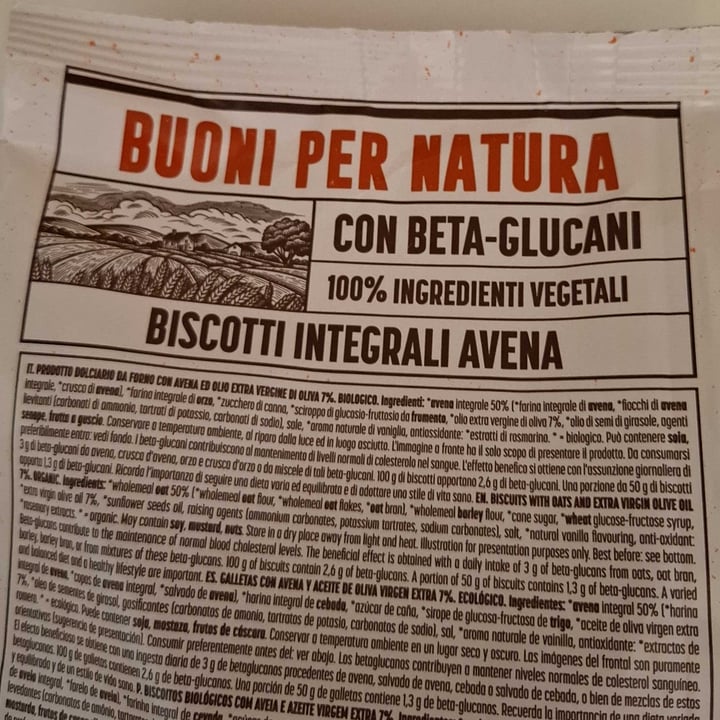 BUONI PER NATURA
CON BETA-GLUCANI
100% INGREDIENTI VEGETALI
BISCOTTI INTEGRALI AVENA
IT. PRODOTTO DOLCIARIO DA FORNO CON AVENA ED OLIO EXTRA VERGINE DI OLIVA 7%. BIOLOGICO. Ingredienti: *avena integrale 50% (*farina integrale di avena, *fiocchi di avena
integrale, *crusca di avena), *farina integrale di orzo, *zucchero di canna, *sciroppo di glucosio-fruttosio da frumento, *olio extra vergine di oliva 7%, *olio di semi di girasole, agenti
lievitanti (carbonati di ammonio, tartrati di potassio, carbonati di sodio), sale, *aroma naturale di vaniglia, antiossidante: *estratti di rosmarino. * = biologico. Può contenere soia,
senape, frutta a guscio. Conservare a temperatura ambiente, al riparo dalla luce ed in luogo asciutto. L'immagine a fronte ha il solo scopo di presentare il prodotto. Da consumarsi
preferibilmente entro: vedi fondo. I beta-glucani contribuiscono al mantenimento di livelli normali di colesterolo nel sangue. L'effetto benefico si ottiene con l'assunzione giornaliera di
3 g di beta-glucani da avena, crusca d'avena, orzo e crusca d'orzo o da miscele di tali beta-glucani. 100 g di biscotti apportano 2,6 g di beta-glucani. Una porzione da 50 g di biscotti
apporta 1,3 g di beta-glucani. Ricorda l'importanza di seguire una dieta varia ed equilibrata e di adottare uno stile di vita sano. EN. BISCUITS WITH OATS AND EXTRA VIRGIN OLIVE OIL
7%. ORGANIC. Ingredients: *wholemeal oat 50% (*wholemeal oat flour, *wholemeal oat flakes, *oat bran), *wholemeal barley flour, *cane sugar, *wheat glucose-fructose syrup,
*extra virgin olive oil 7%, *sunflower seeds oil, raising agents (ammonium carbonates, potassium tartrates, sodium carbonates), salt, *natural vanilla flavouring, anti-oxidant:
*rosemary extracts. * = organic. May contain soy, mustard, nuts. Store in a dry place away from light and heat. Illustration for presentation purposes only. Best before: see bottom.
Beta-glucans contribute to the maintenance of normal blood cholesterol levels. The beneficial effect is obtained with a daily intake of 3 g of beta-glucans from oats, oat bran,
barley, barley bran, or from mixtures of these beta-glucans. 100 g of biscuits contain 2,6 g of beta-glucans. A portion of 50 g of biscuits contains 1,3 g of beta-glucans. A varied
and balanced diet and a healthy lifestyle are important. ES. GALLETAS CON AVENA Y ACEITE DE OLIVA VIRGEN EXTRA 7%. ECOLÓGICO. Ingredientes: *avena integral 50% (*harina
integral de avena, *copos de avena integral, *salvado de avena), *harina integral de cebada, *azúcar de caña, *sirope de glucosa-fructosa de trigo, *aceite de oliva virgen extra
7%, *óleo de sementes de girasol, gasificantes (carbonatos de amonio, tartratos de potasio, carbonato de sodio), sal, *aroma naturale de vainilla, antioxidante: *extractos de
romero. * = ecológico. Puede contener soja, mostaza, frutos de cáscara. Conservar a temperatura ambiente en un lugar seco y oscuro. Las imágenes del frontal son puramente
orientativas (sugerencia de presentación). Consumir preferentemente antes del: ver abajo. Los betaglucanos contribuyen a mantener niveles normales de colesterol sanguíneo.
El efecto beneficioso se obtiene con una ingesta diaria de 3 g de betaglucanos procedentes de avena, salvado de avena, cebada o salvado de cebada, o bien de mezclas de estos
betaglucanos. 100 g de galletas contienen 2,6 g de beta-glucanos. Una porción de 50 g de galletas contiene 1,3 g de beta-glucanos. Recuerda la importancia de
y equilibrada y de un estilo de vida sano. P. BISCOITOS BIOLÓGICOS COM AVEIA E AZEITE VIRGEM EXTRA 7%.
de aveia integral, *farelo de aveia), *farinha integral de cevada,
levedantes (carbonatos de amónio,
mostarda, frutos de